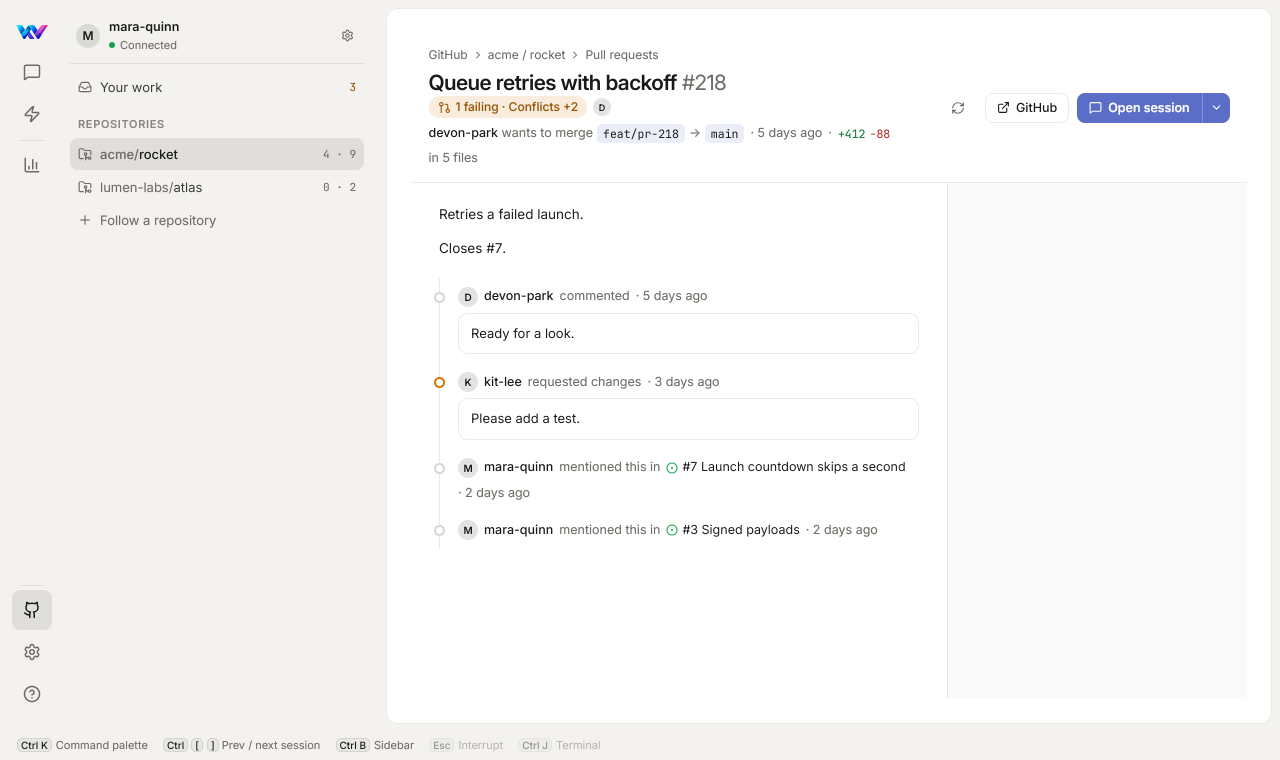 M
mara-quinn
Connected
Your work 3
REPOSITORIES
acme/rocket 4 · 9
lumen-labs/atlas 0 · 2
Follow a repository
GitHub > acme / rocket > Pull requests
Queue retries with backoff #218
1 failing · Conflicts +2 D
GitHub
Open session
devon-park wants to merge feat/pr-218 → main · 5 days ago · +412 -88
in 5 files
Retries a failed launch.
Closes #7.
D devon-park commented · 5 days ago
Ready for a look.
K kit-lee requested changes · 3 days ago
Please add a test.
M mara-quinn mentioned this in #7 Launch countdown skips a second
· 2 days ago
M mara-quinn mentioned this in #3 Signed payloads · 2 days ago
Ctrl K Command palette · Ctrl [ ] Prev / next session · Ctrl B Sidebar · Esc Interrupt · Ctrl J Terminal